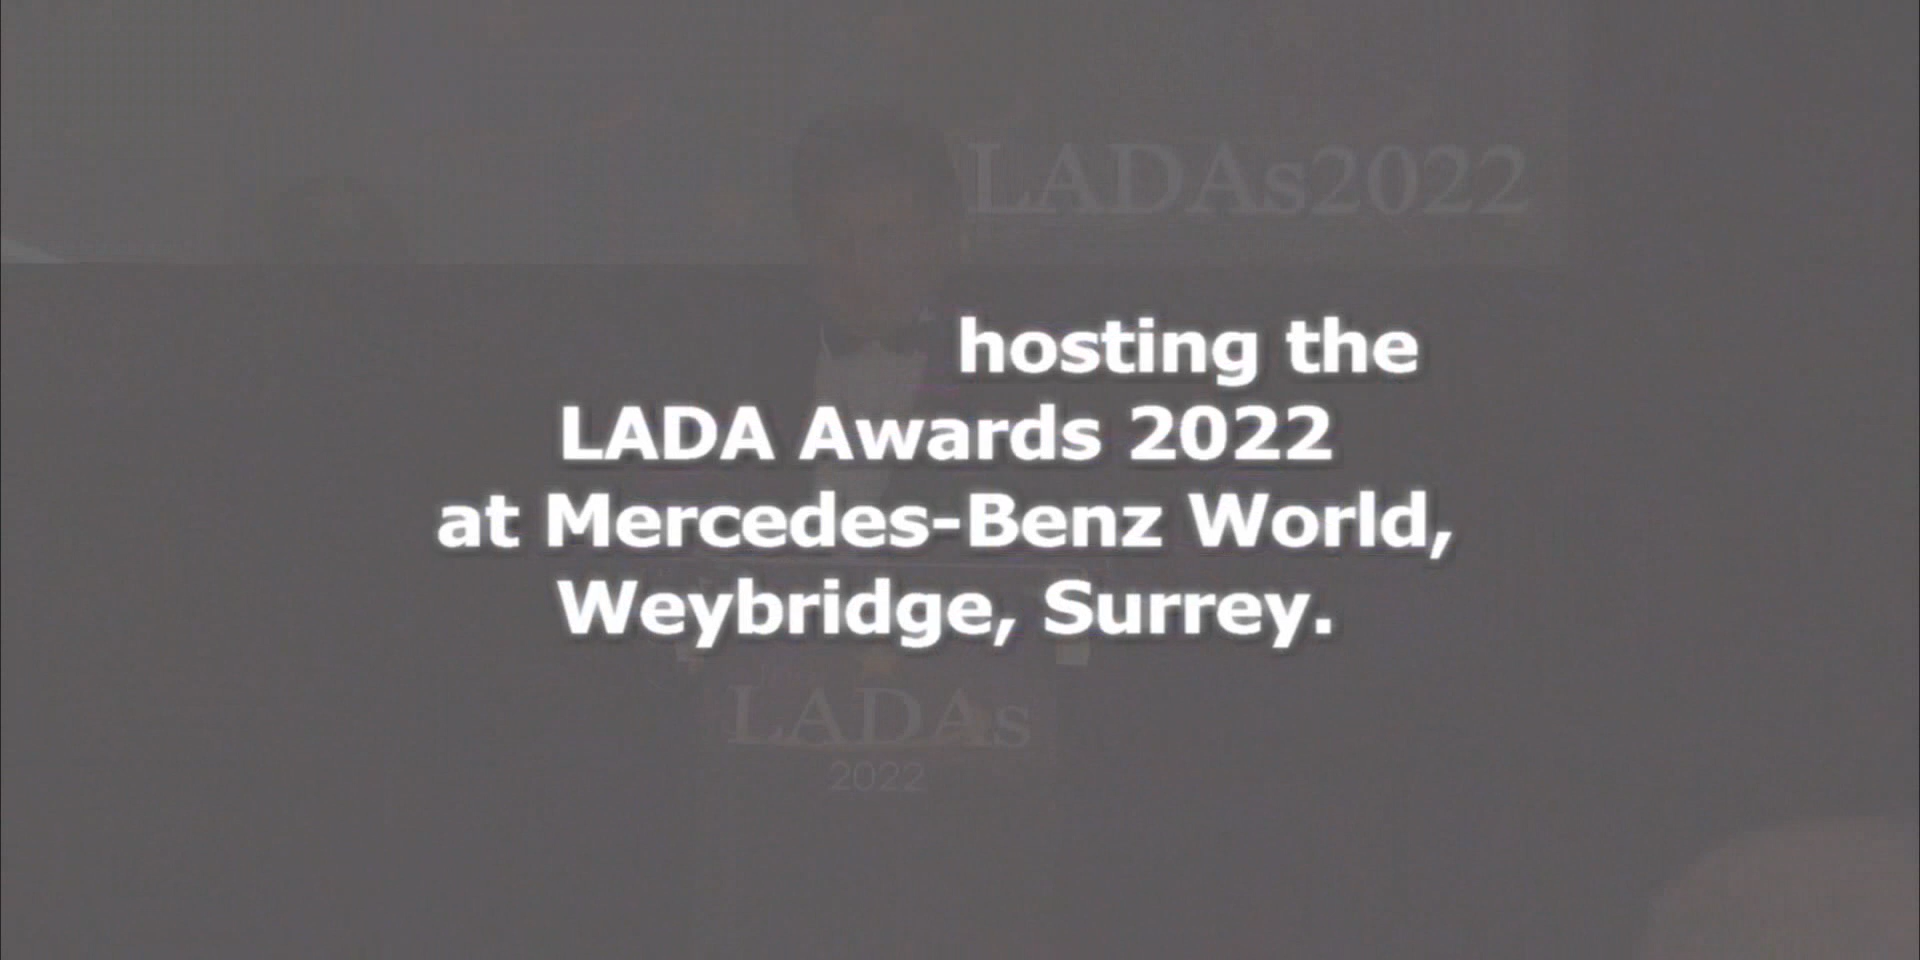 LADAs2022
hosting the
LADA Awards 2022
at Mercedes-Benz World,
Weybridge, Surrey.
LADAs
2022